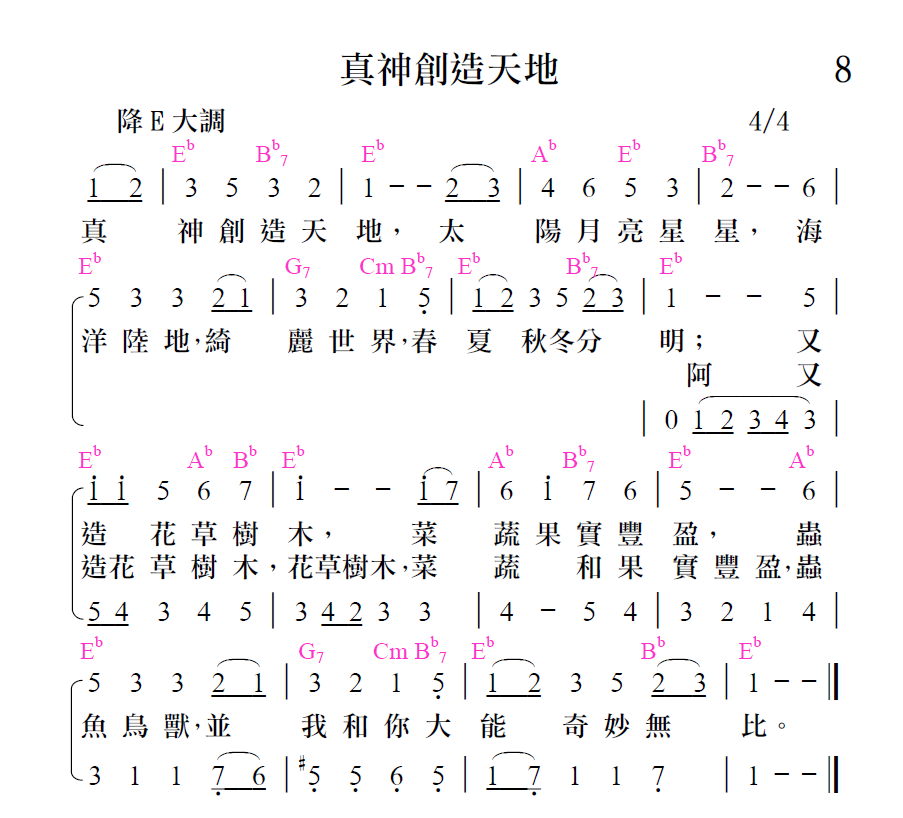 真神創造天地 8
降E大調 4/4
E♭ B♭7 E♭ A♭ E♭ B♭7
1 2 | 3 5 3 2 | 1 － － 2 3 | 4 6 5 3 | 2 － － 6 |
真 神創造天 地，太 陽月亮星 星，海
E♭ G7 Cm B♭7 E♭ B♭7 E♭
5 3 3 2 1 | 3 2 1 5̣ | 1 2 3 5 2 3 | 1 － － 5 |
洋陸地，綺 麗世界，春 夏 秋冬分 明； 又
阿 又
| 0 1 2 3 4 3 |
E♭ A♭ B♭ E♭ A♭ B♭7 E♭ A♭
1̇ 1̇ 5 6 7 | 1̇ － － 1̇ 7 | 6 1̇ 7 6 | 5 － － 6 |
造 花草樹 木， 菜 蔬果實豐 盈， 蟲
造花草樹木，花草樹木，菜 蔬 和果 實豐盈，蟲
5 4 3 4 5 | 3 4 2 3 3 | 4 － 5 4 | 3 2 1 4 |
E♭ G7 Cm B♭7 E♭ B♭ E♭
5 3 3 2 1 | 3 2 1 5̣ | 1 2 3 5 2 3 | 1 － － ‖
魚鳥獸，並 我和你大 能 奇妙無 比。
3 1 1 7̣ 6 | ♯5̣ 5̣ 6̣ 5̣ | 1 7̣ 1 1 7̣ | 1 － － ‖